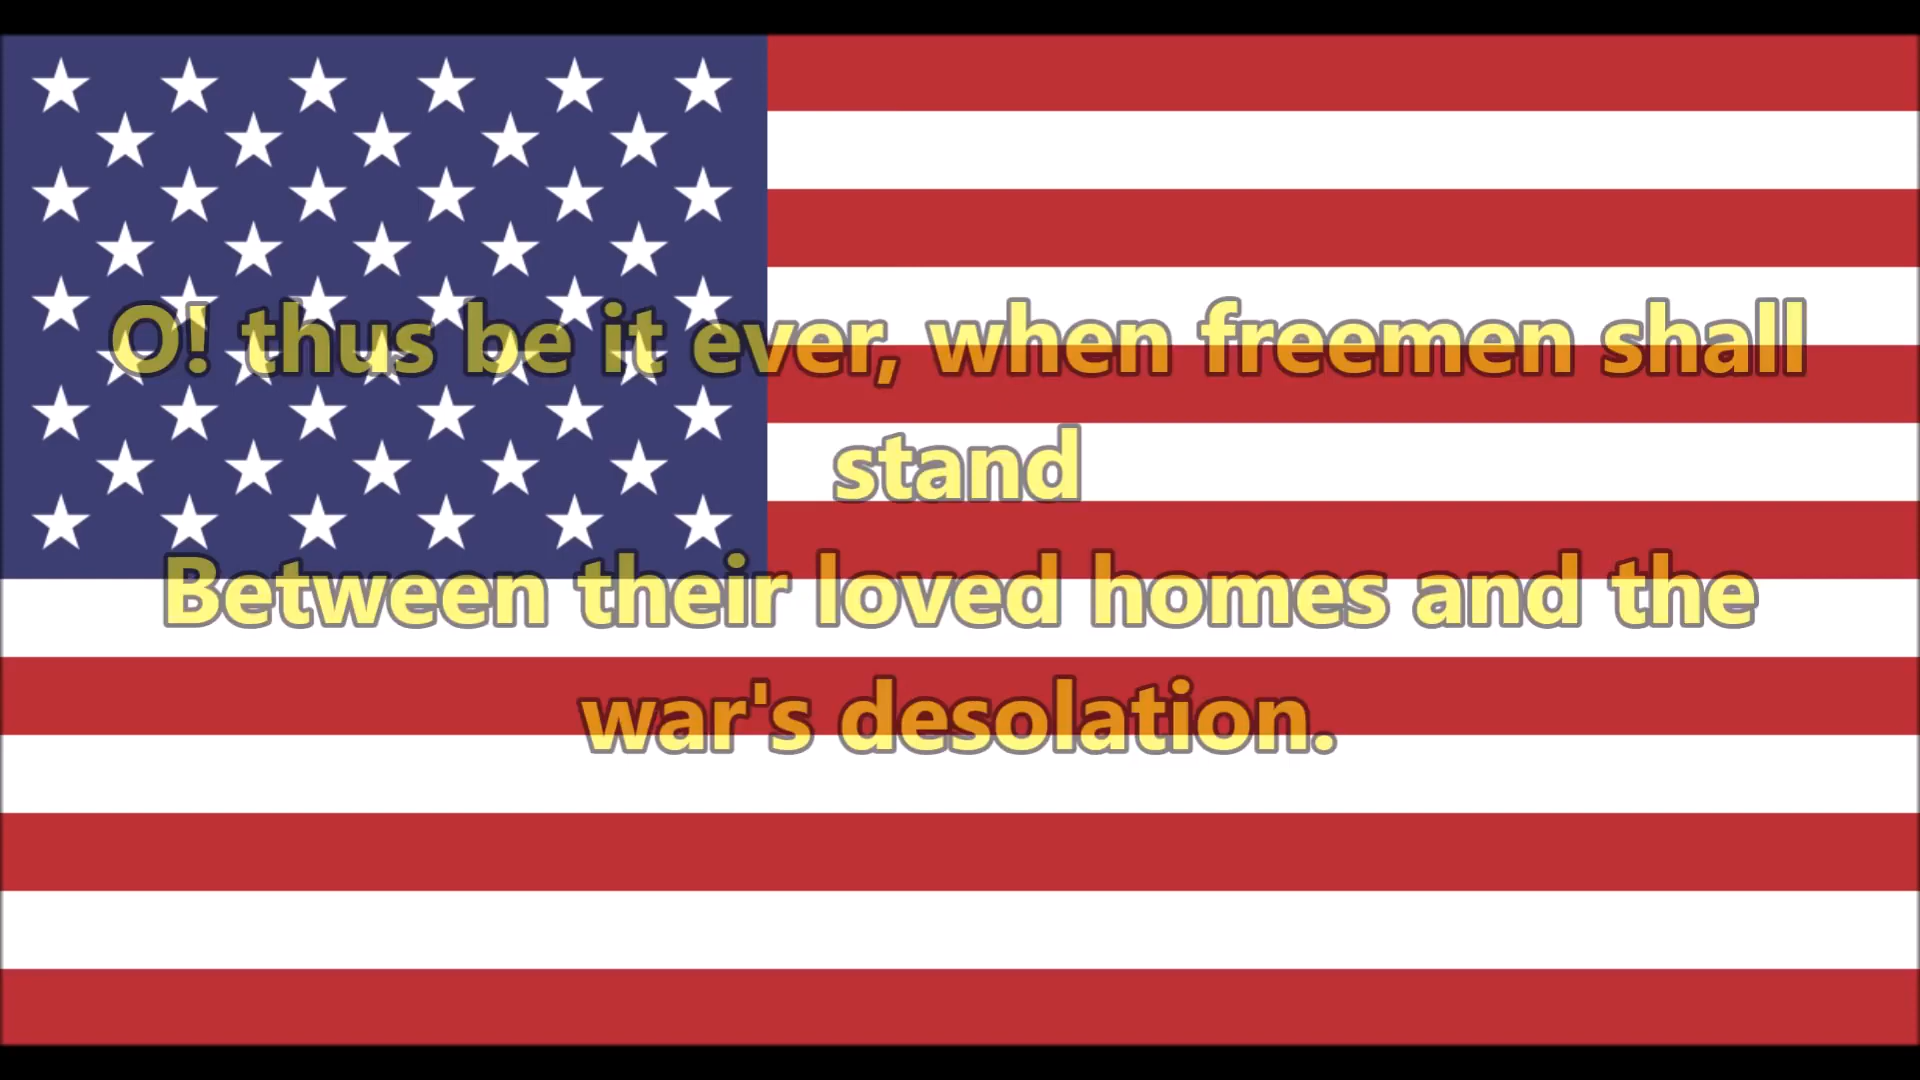 O! thus be it ever, when freemen shall
stand
Between their loved homes and the
war's desolation.